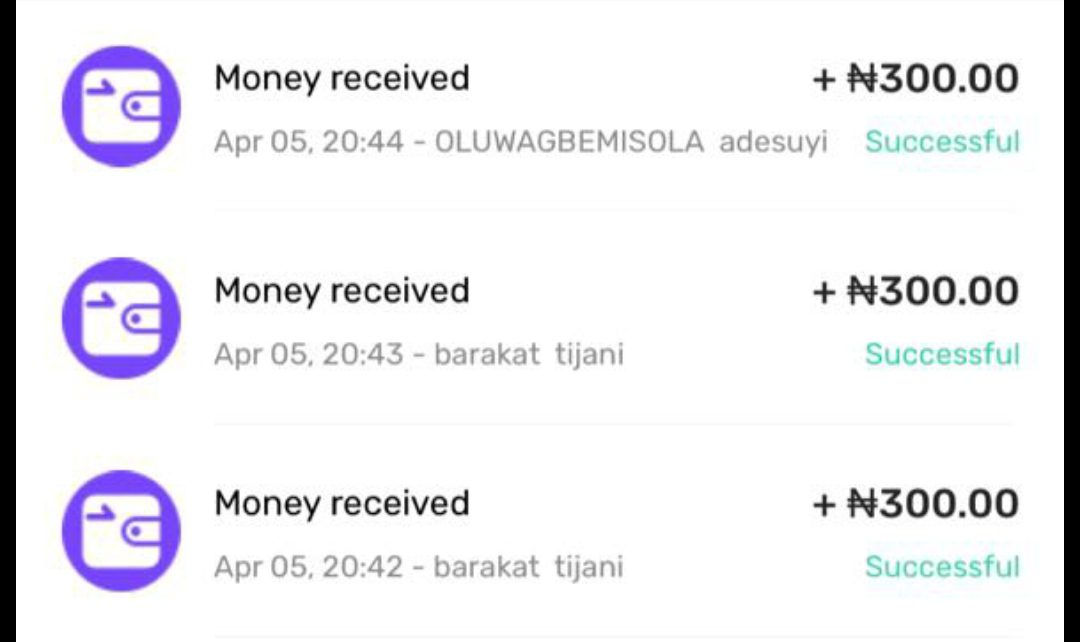 Money received
+ ₦300.00
Apr 05, 20:44 - OLUWAGBEMISOLA adesuyi
Successful
Money received
+ ₦300.00
Apr 05, 20:43 - barakat tijani
Successful
Money received
+ ₦300.00
Apr 05, 20:42 - barakat tijani
Successful